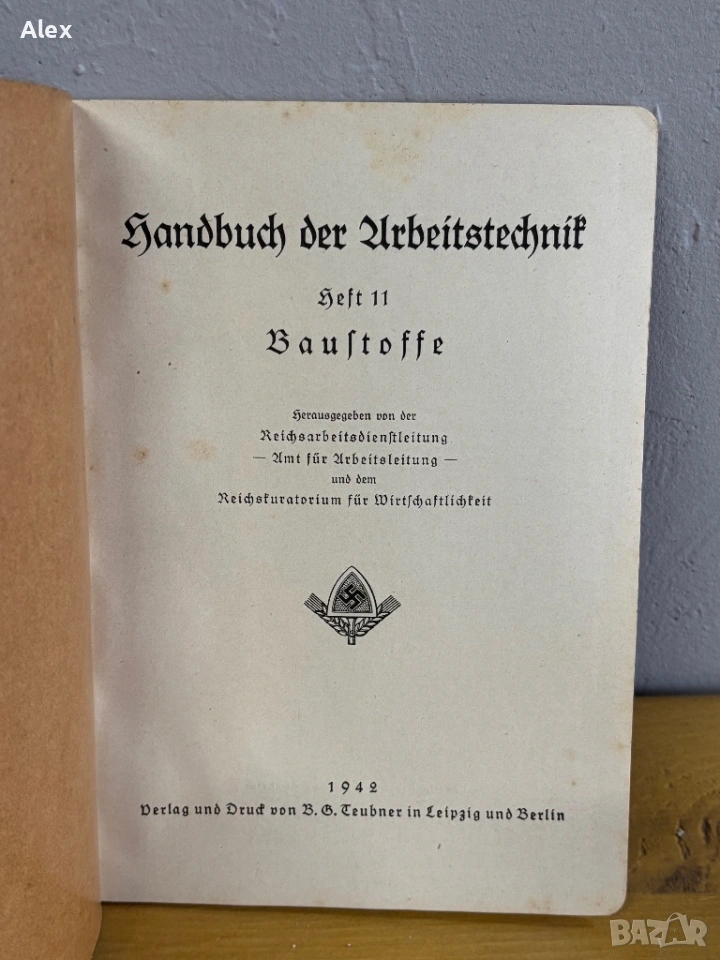 Alex
Handbuch der Arbeitstechnik
Heft 11
Bauſtoffe
Herausgegeben von der
Reichsarbeitsdienſtleitung
— Amt für Arbeitsleitung —
und dem
Reichskuratorium für Wirtſchaftlichkeit
1942
Verlag und Druck von B. G. Teubner in Leipzig und Berlin
BAZAR